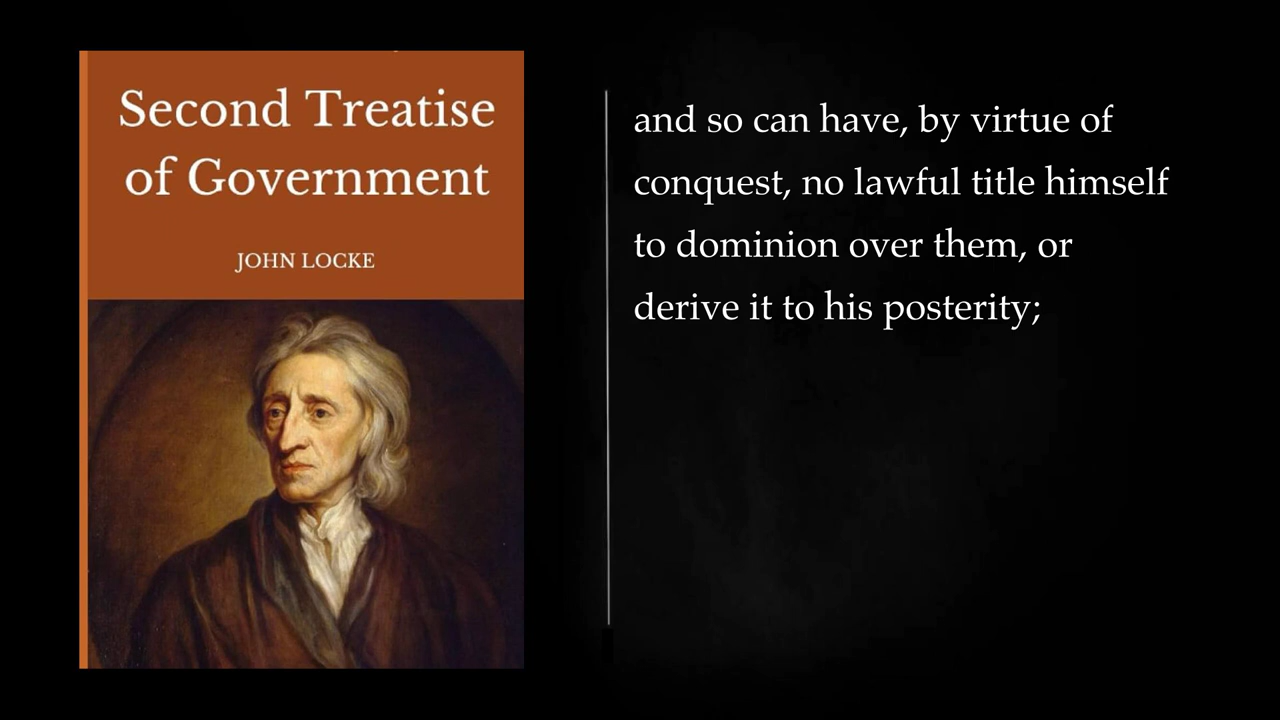 Second Treatise
of Government
JOHN LOCKE
and so can have, by virtue of
conquest, no lawful title himself
to dominion over them, or
derive it to his posterity;